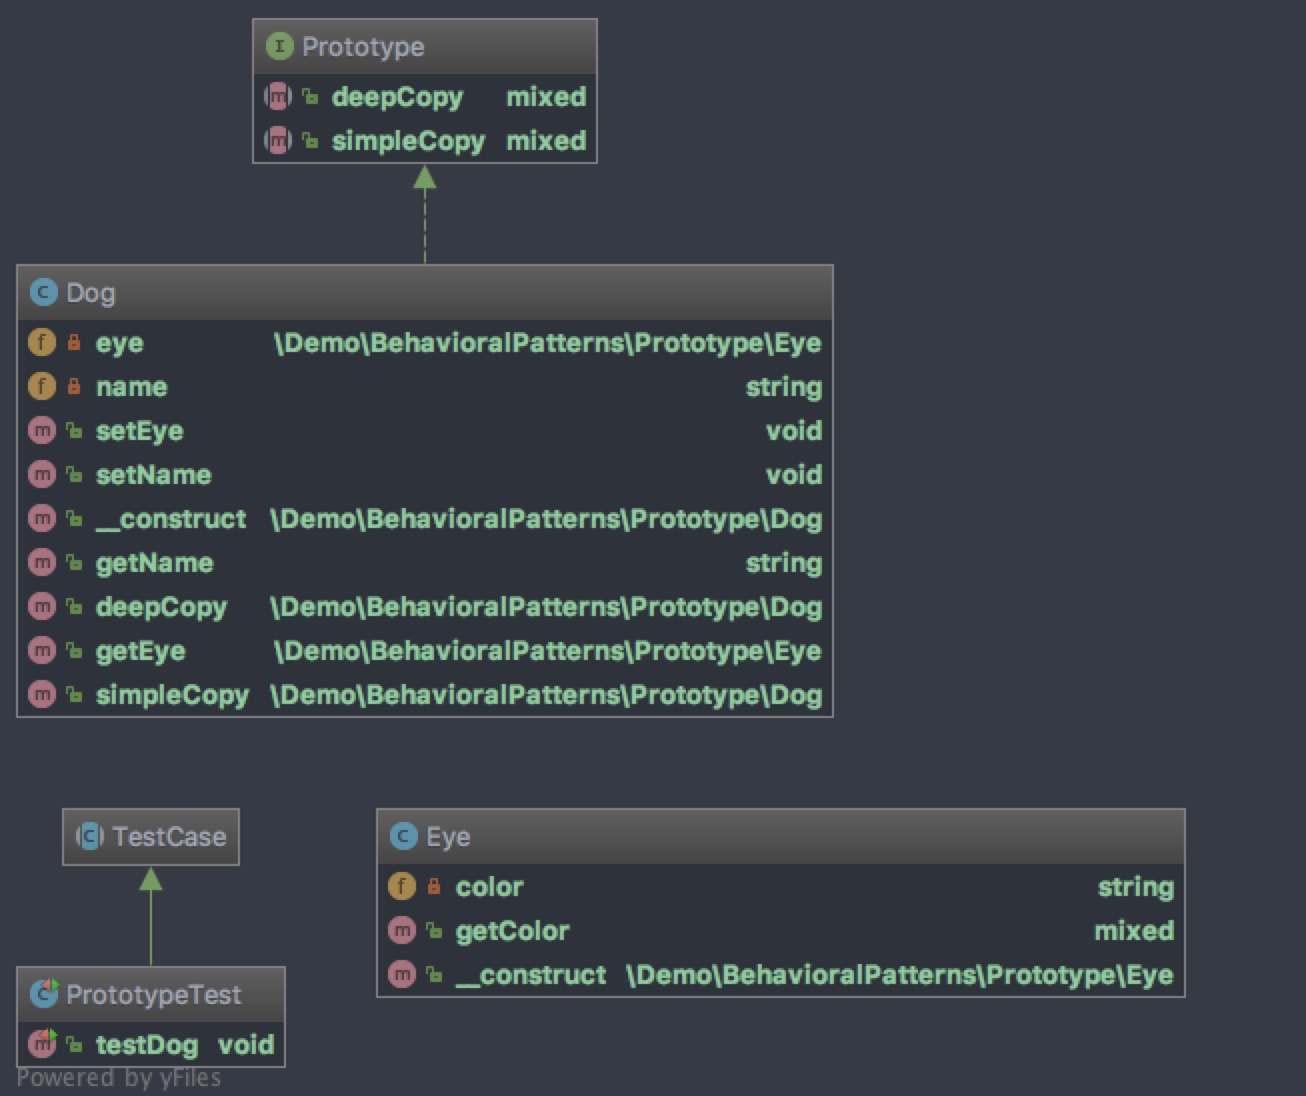 Prototype
deepCopy mixed
simpleCopy mixed
Dog
eye \Demo\BehavioralPatterns\Prototype\Eye
name string
setEye void
setName void
__construct \Demo\BehavioralPatterns\Prototype\Dog
getName string
deepCopy \Demo\BehavioralPatterns\Prototype\Dog
getEye \Demo\BehavioralPatterns\Prototype\Eye
simpleCopy \Demo\BehavioralPatterns\Prototype\Dog
TestCase
Eye
color string
getColor mixed
__construct \Demo\BehavioralPatterns\Prototype\Eye
PrototypeTest
testDog void
Powered by yFiles